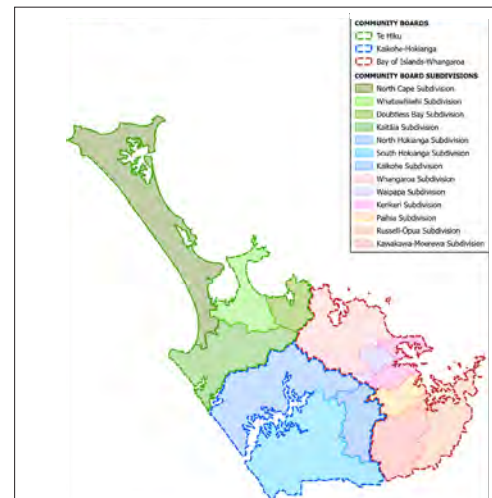 COMMUNITY BOARDS
Te Hiku
Kaikohe-Hokianga
Bay of Islands-Whangaroa
COMMUNITY BOARD SUBDIVISIONS
North Cape Subdivision
Whatuwhiwhi Subdivision
Doubtless Bay Subdivision
Kaitāia Subdivision
North Hokianga Subdivision
South Hokianga Subdivision
Kaikohe Subdivision
Whangaroa Subdivision
Waipapa Subdivision
Kerikeri Subdivision
Paihia Subdivision
Russell-Ōpua Subdivision
Kawakawa-Moerewa Subdivision